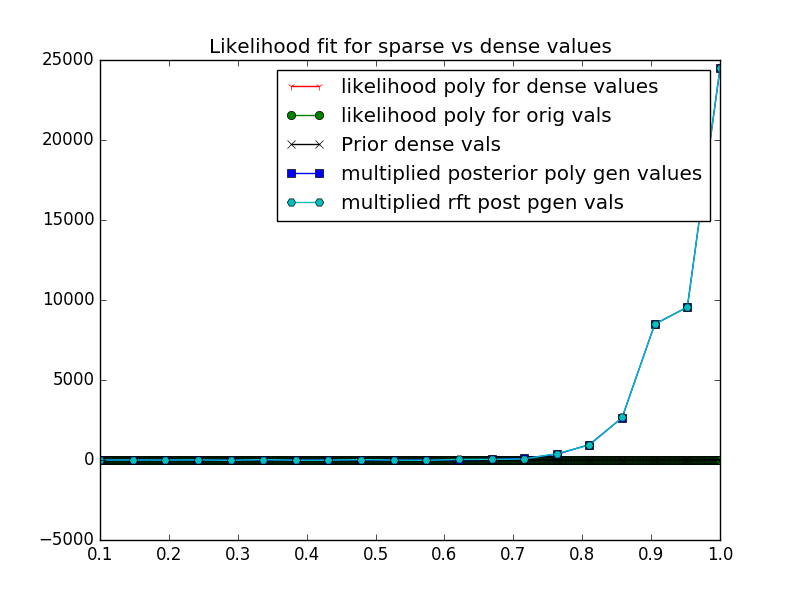 Likelihood fit for sparse vs dense values
25000
20000
15000
10000
5000
0
−5000
likelihood poly for dense values
likelihood poly for orig vals
Prior dense vals
multiplied posterior poly gen values
multiplied rft post pgen vals
0.1 0.2 0.3 0.4 0.5 0.6 0.7 0.8 0.9 1.0